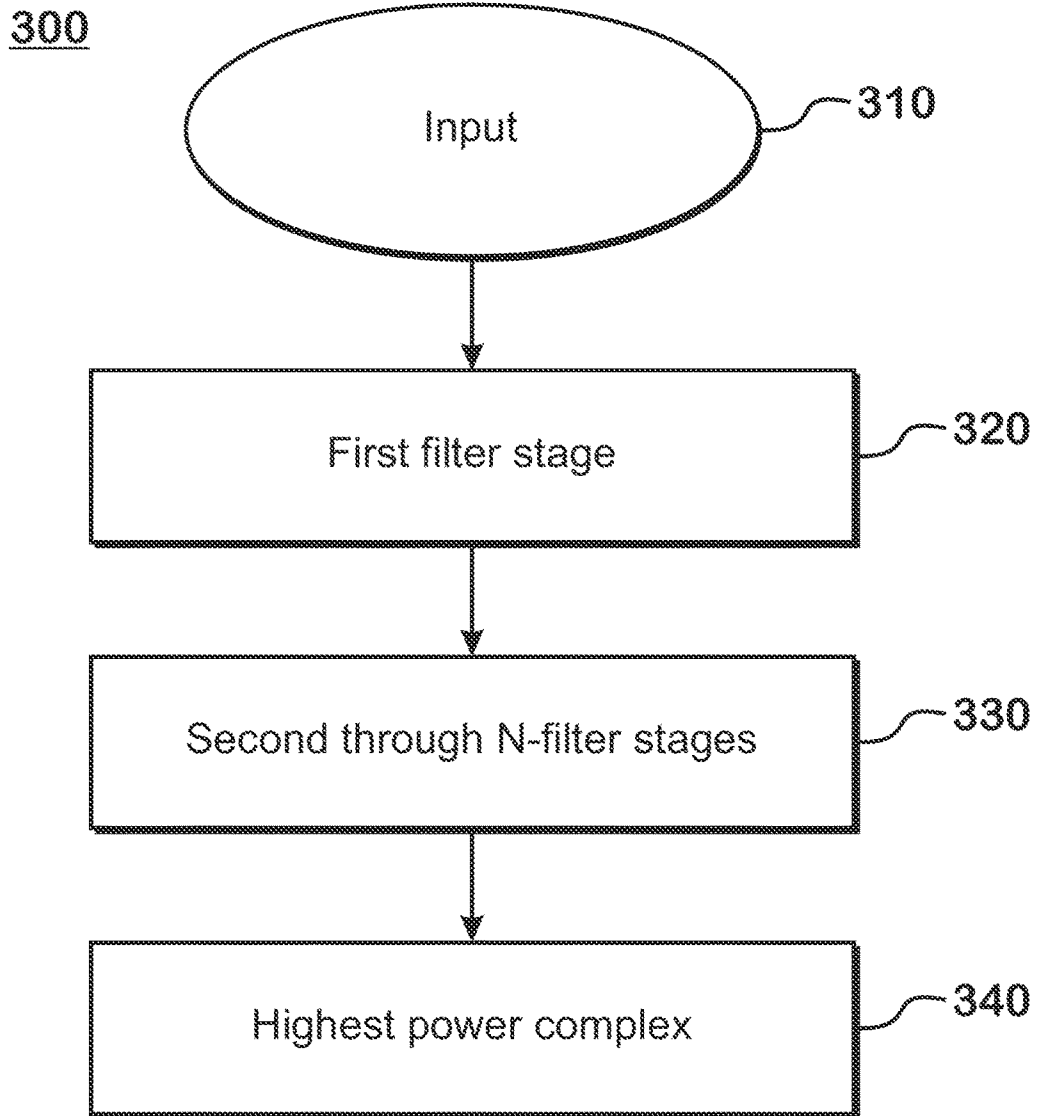 300
Input
310
First filter stage
320
Second through N-filter stages
330
Highest power complex
340